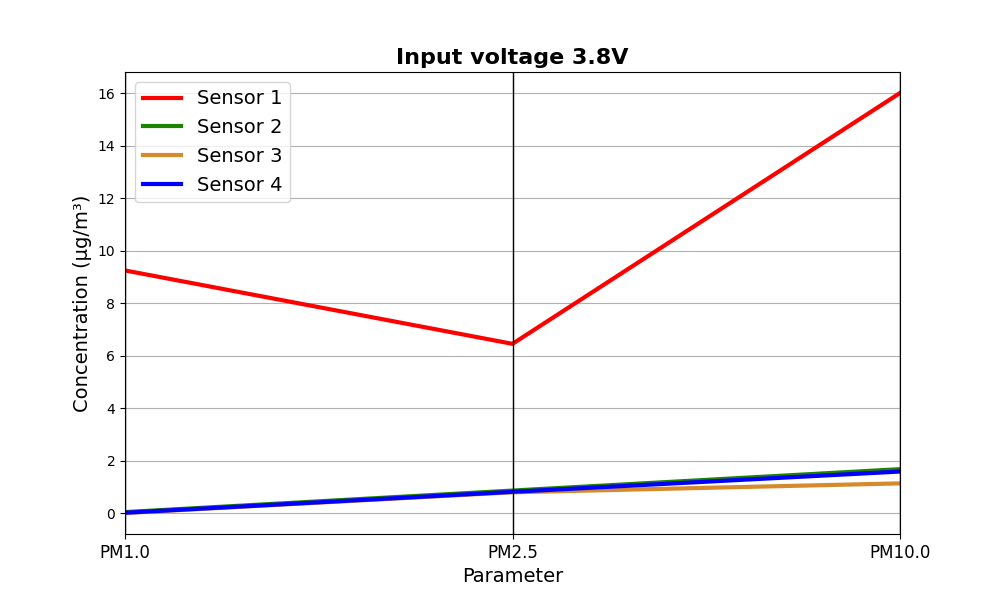 Input voltage 3.8V
Sensor 1
Sensor 2
Sensor 3
Sensor 4
Concentration (μg/m³)
16
14
12
10
8
6
4
2
0
PM1.0 PM2.5 PM10.0
Parameter